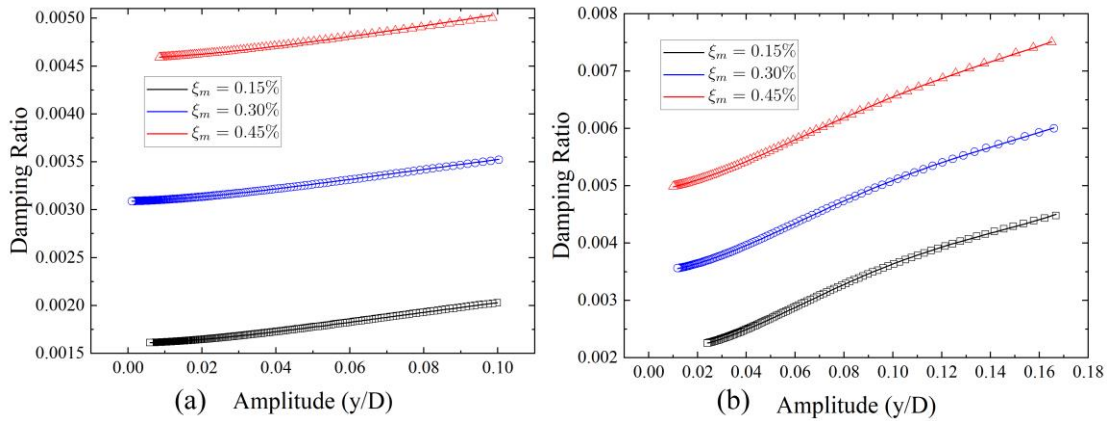 0.0050
0.0045
0.0040
0.0035
0.0030
0.0025
0.0020
0.0015
Damping Ratio
ξm = 0.15%
ξm = 0.30%
ξm = 0.45%
0.00 0.02 0.04 0.06 0.08 0.10
(a) Amplitude (y/D)
0.008
0.007
0.006
0.005
0.004
0.003
0.002
Damping Ratio
ξm = 0.15%
ξm = 0.30%
ξm = 0.45%
0.00 0.02 0.04 0.06 0.08 0.10 0.12 0.14 0.16 0.18
(b) Amplitude (y/D)